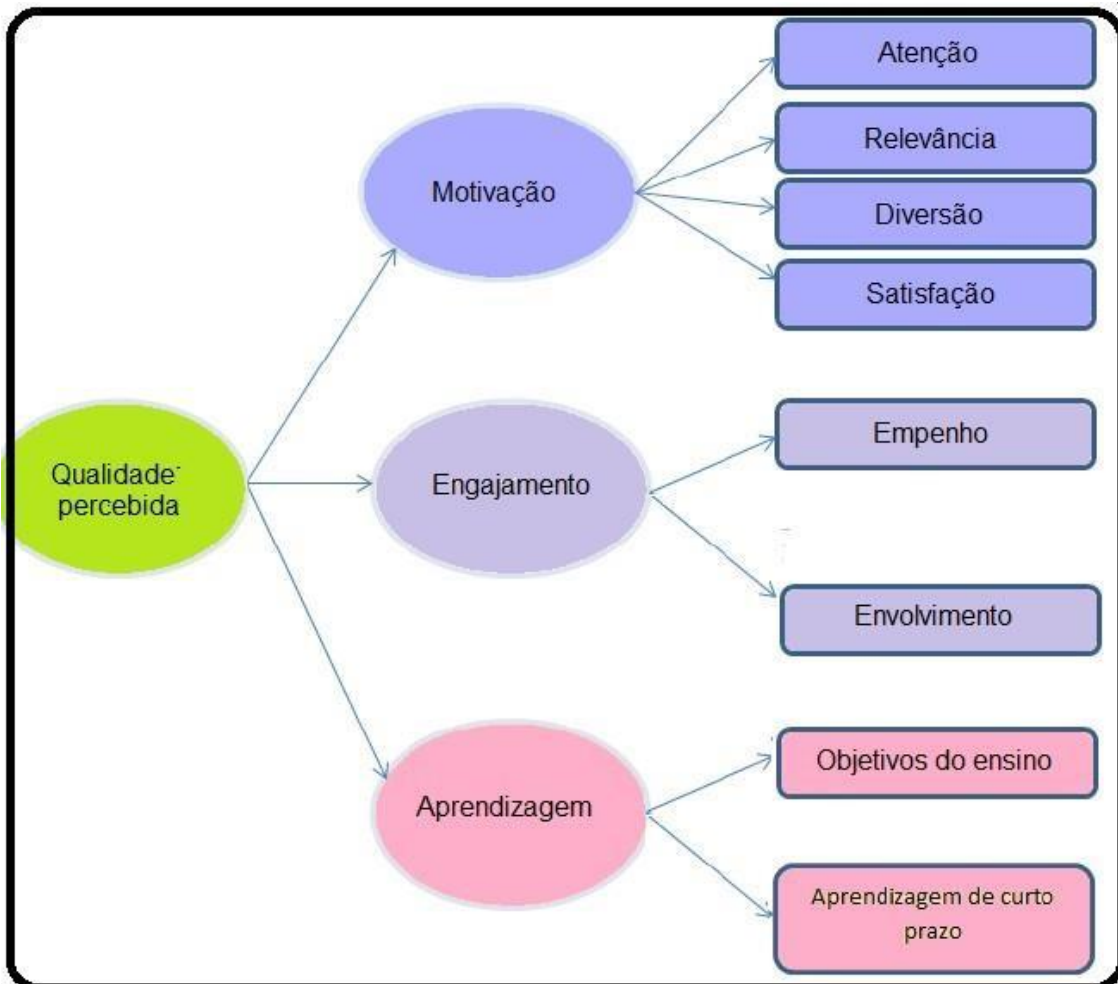 Atenção
Relevância
Motivação
Diversão
Satisfação
Qualidade
percebida
Engajamento
Empenho
Envolvimento
Aprendizagem
Objetivos do ensino
Aprendizagem de curto
prazo